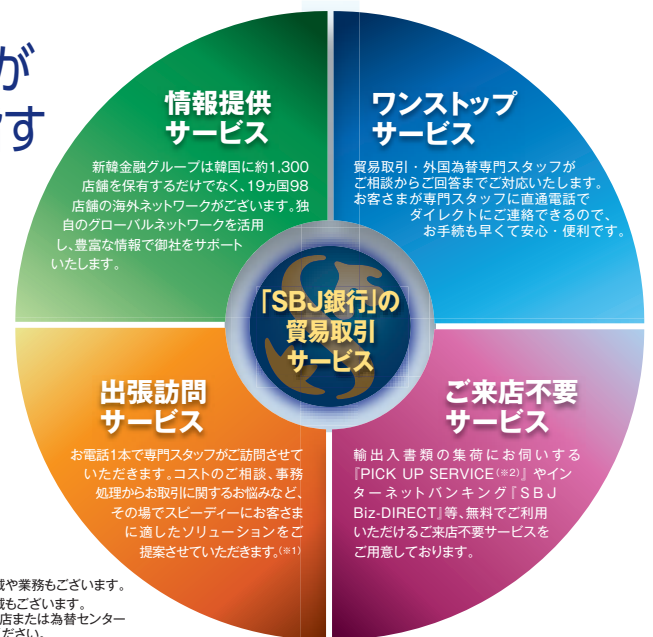 が
す
情報提供
サービス
新韓金融グループは韓国に約1,300
店舗を保有するだけでなく、19ヵ国98
店舗の海外ネットワークがございます。独
自のグローバルネットワークを活用
し、豊富な情報で御社をサポート
いたします。
ワンストップ
サービス
貿易取引・外国為替専門スタッフが
ご相談からご回答までご対応いたします。
お客さまが専門スタッフに直通電話で
ダイレクトにご連絡できるので、
お手続も早くて安心・便利です。
「SBJ銀行」の
貿易取引
サービス
出張訪問
サービス
お電話1本で専門スタッフがご訪問させて
いただきます。コストのご相談、事務
処理からお取引に関するお悩みなど、
その場でスピーディーにお客さま
に適したソリューションをご
提案させていただきます。(※1)
ご来店不要
サービス
輸出入書類の集荷にお伺いする
『PICK UP SERVICE(※2)』やイン
ターネットバンキング『SBJ
Biz-DIRECT』等、無料でご利用
いただけるご来店不要サービスを
ご用意しております。
や業務もございます。
もございます。
店または為替センター
ださい。